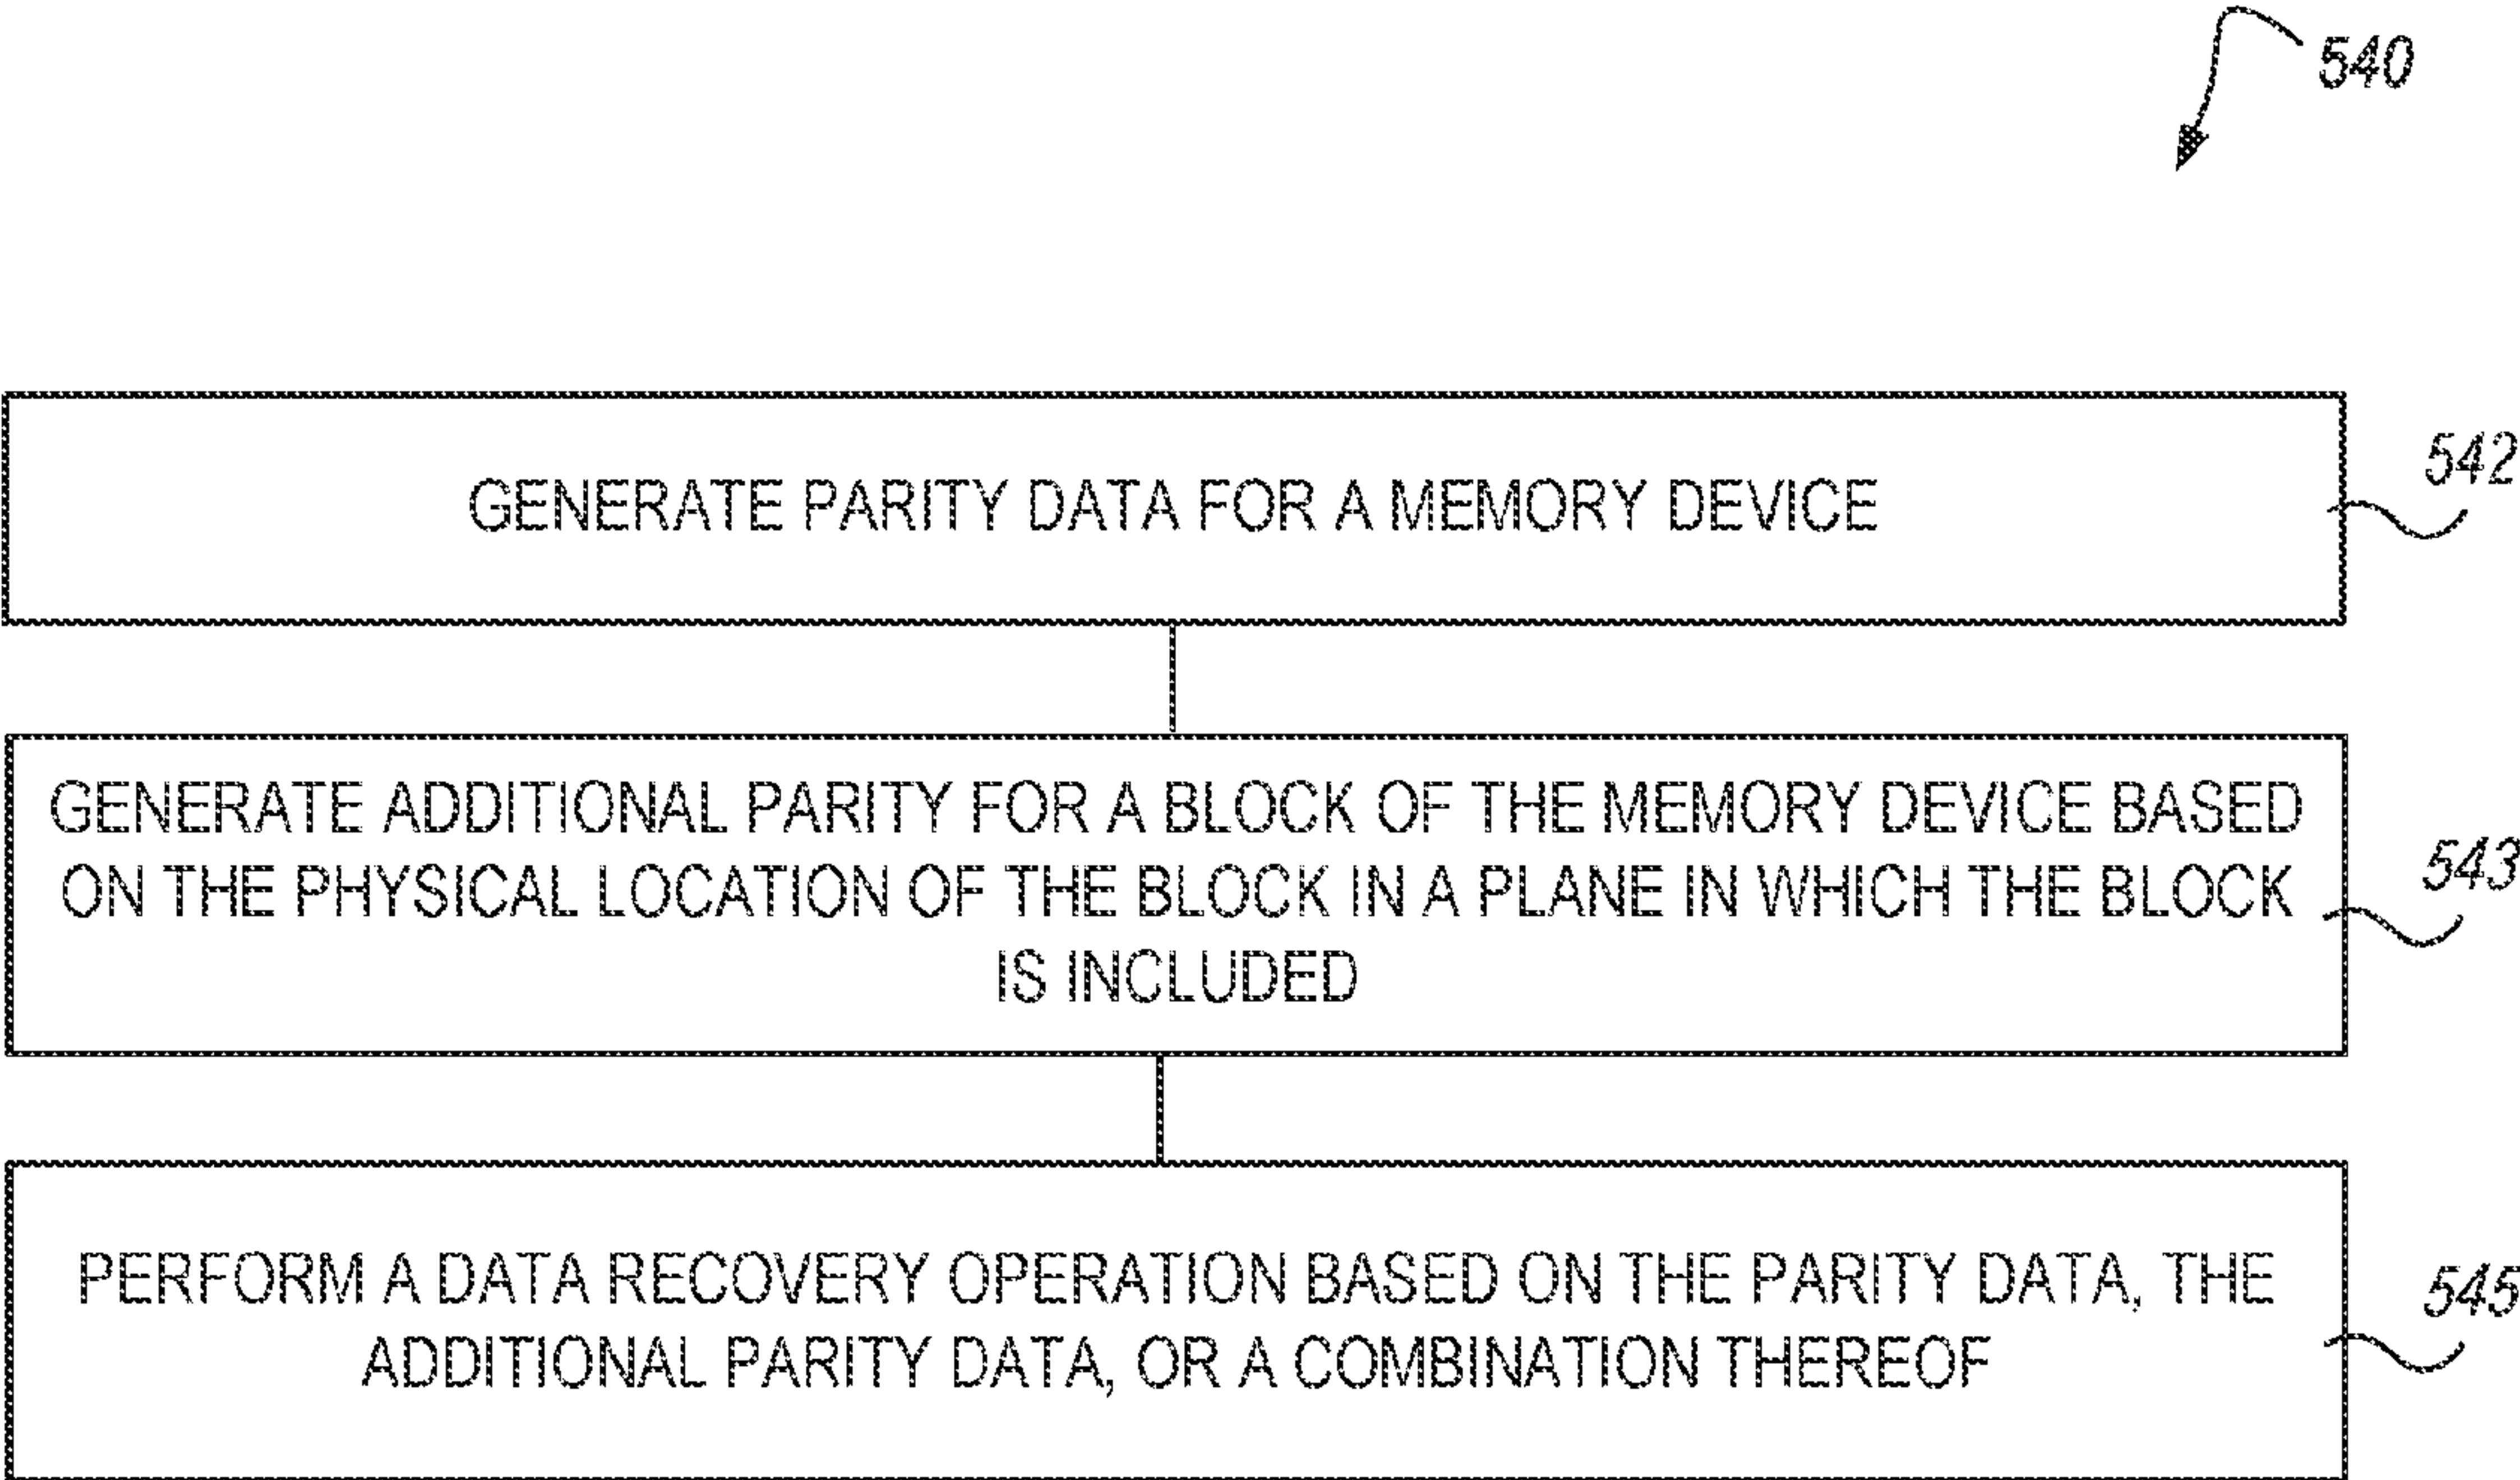 540
542
GENERATE PARITY DATA FOR A MEMORY DEVICE
GENERATE ADDITIONAL PARITY FOR A BLOCK OF THE MEMORY DEVICE BASED
ON THE PHYSICAL LOCATION OF THE BLOCK IN A PLANE IN WHICH THE BLOCK
IS INCLUDED
543
PERFORM A DATA RECOVERY OPERATION BASED ON THE PARITY DATA, THE
ADDITIONAL PARITY DATA, OR A COMBINATION THEREOF
545